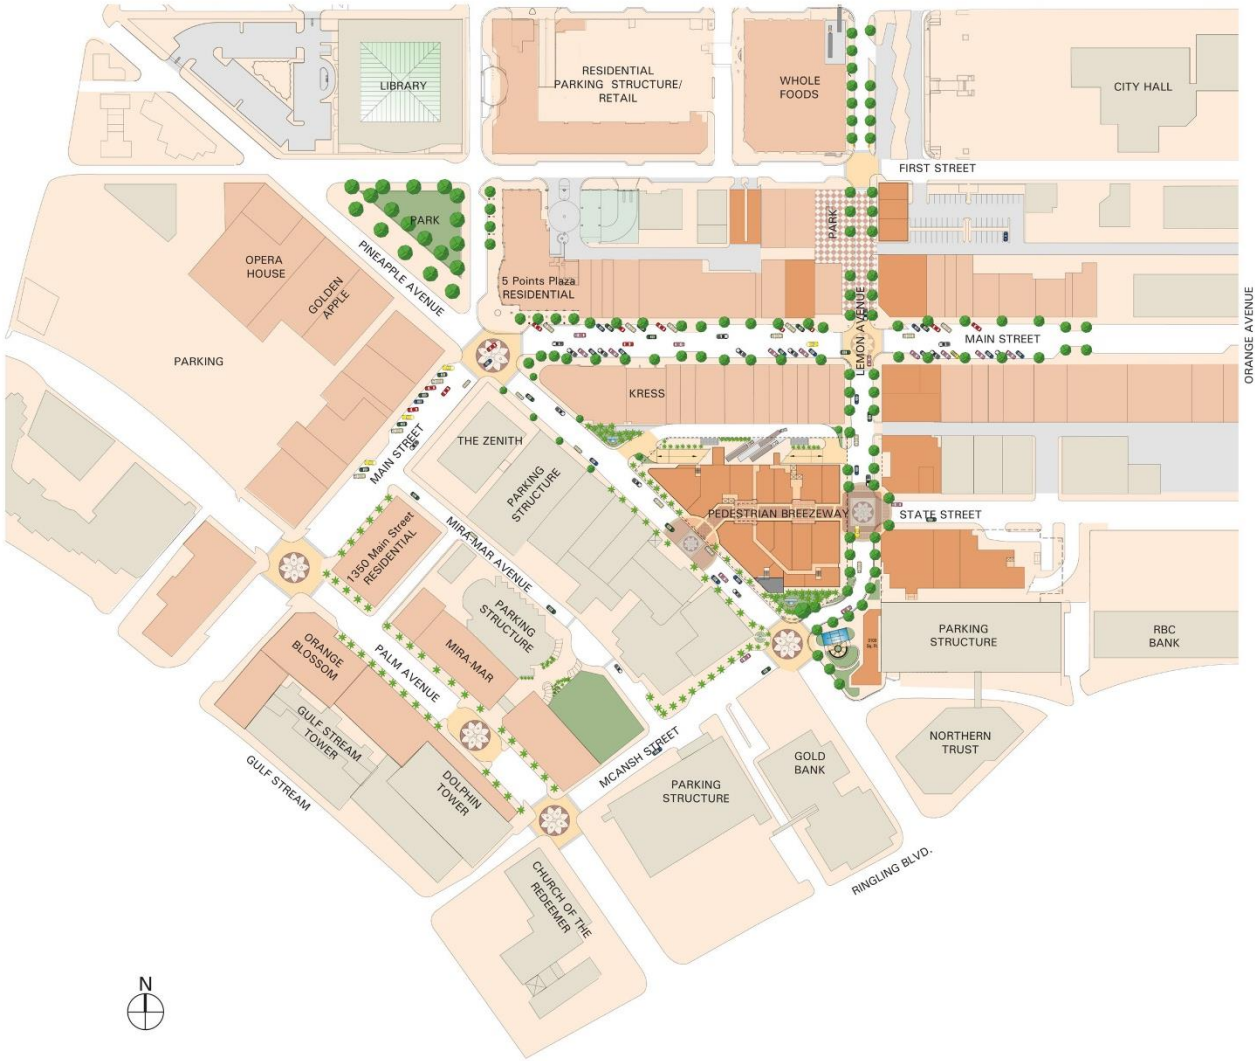 LIBRARY
RESIDENTIAL
PARKING STRUCTURE/
RETAIL
WHOLE
FOODS
CITY HALL
FIRST STREET
PARK
PARK
PINEAPPLE AVENUE
OPERA
HOUSE
GOLDEN
APPLE
5 Points Plaza
RESIDENTIAL
LEMON AVENUE
MAIN STREET
ORANGE AVENUE
PARKING
KRESS
MAIN STREET
THE ZENITH
PARKING
STRUCTURE
PEDESTRIAN BREEZEWAY
STATE STREET
1350 Main Street
RESIDENTIAL
MIRA-MAR AVENUE
PARKING
STRUCTURE
MIRA-MAR
ORANGE
BLOSSOM
PALM AVENUE
PARKING
STRUCTURE
RBC
BANK
GULF STREAM
TOWER
GULF STREAM
DOLPHIN
TOWER
MCANSH STREET
PARKING
STRUCTURE
GOLD
BANK
NORTHERN
TRUST
RINGLING BLVD.
CHURCH OF THE
REDEEMER
N